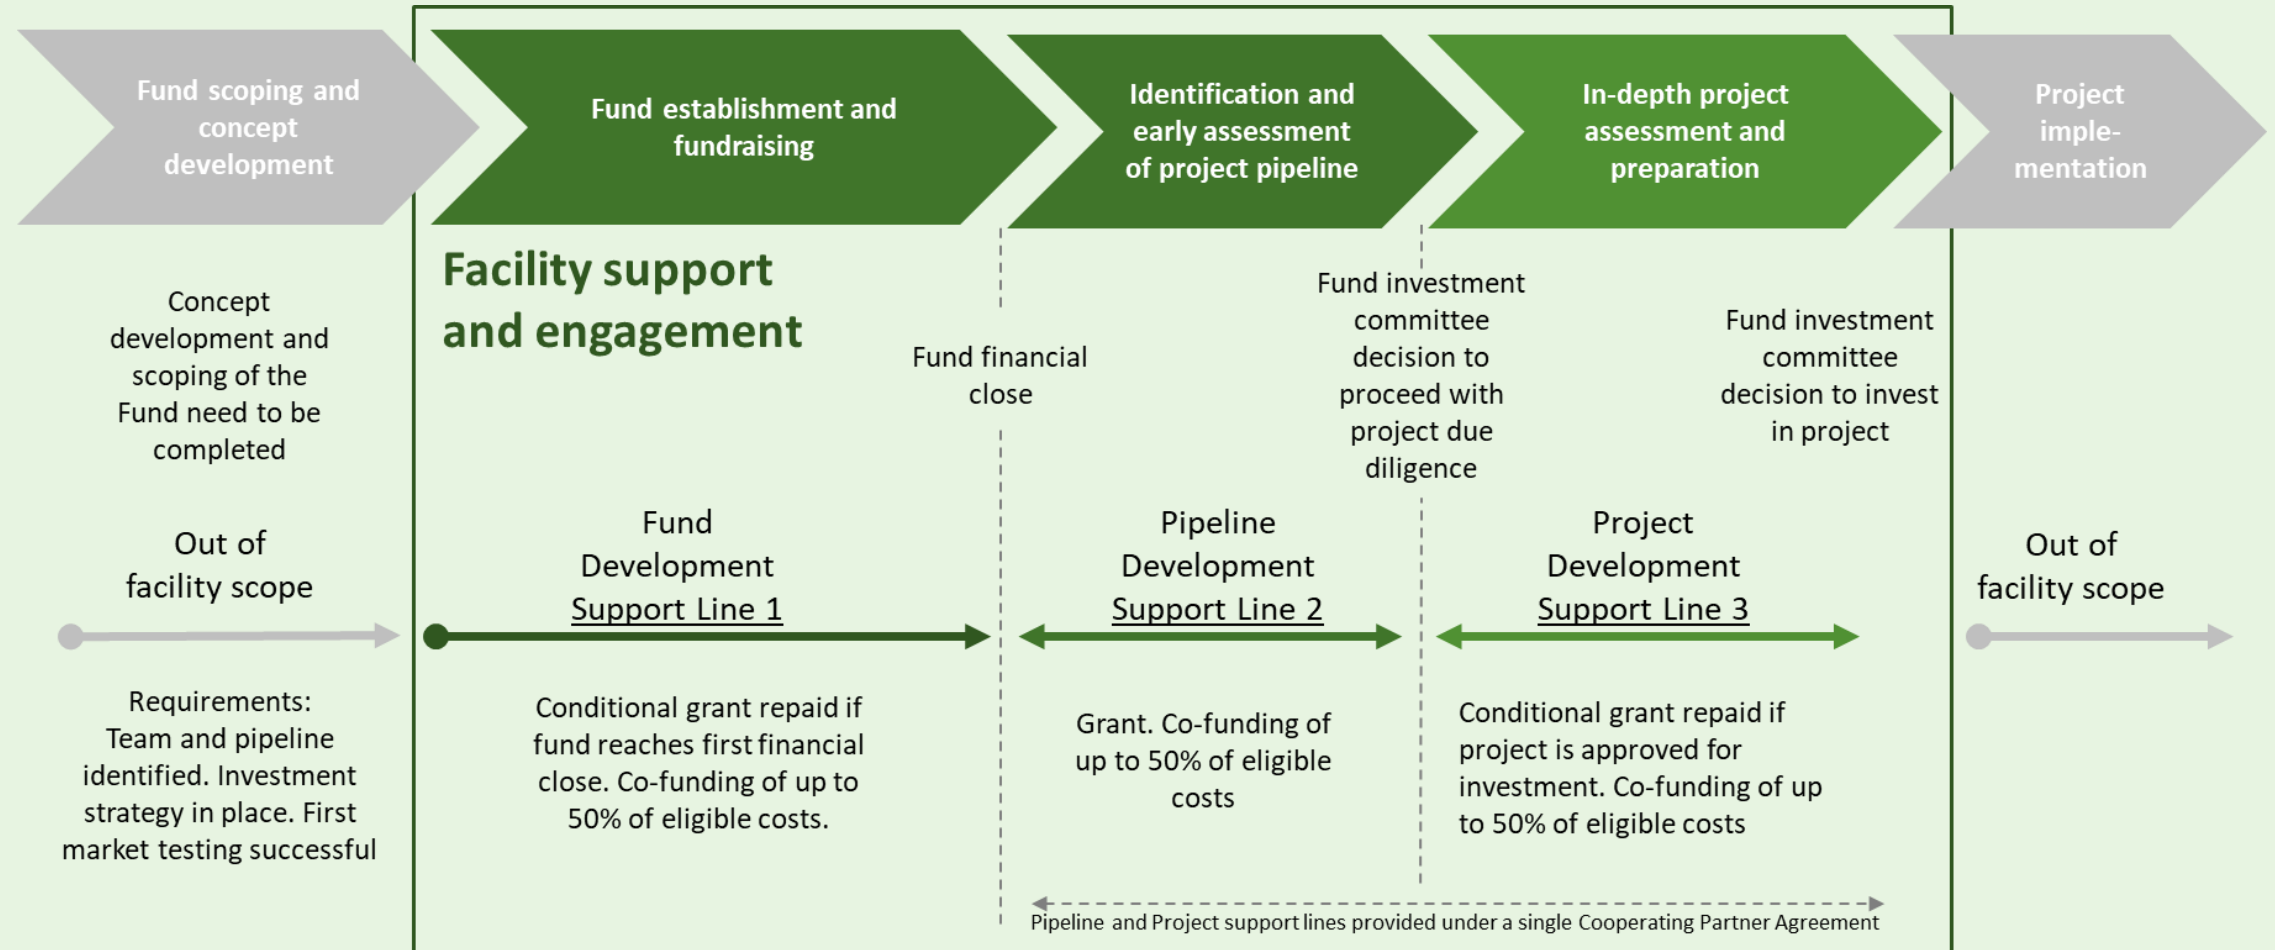 Fund scoping and
concept
development
Fund establishment and
fundraising
Identification and
early assessment
of project pipeline
In-depth project
assessment and
preparation
Project
imple-
mentation
Facility support
and engagement
Concept
development and
scoping of the
Fund need to be
completed
Fund financial
close
Fund investment
committee
decision to
proceed with
project due
diligence
Fund investment
committee
decision to invest
in project
Out of
facility scope
Fund
Development
Support Line 1
Pipeline
Development
Support Line 2
Project
Development
Support Line 3
Out of
facility scope
Requirements:
Team and pipeline
identified. Investment
strategy in place. First
market testing successful
Conditional grant repaid if
fund reaches first financial
close. Co-funding of up to
50% of eligible costs.
Grant. Co-funding of
up to 50% of eligible
costs
Conditional grant repaid if
project is approved for
investment. Co-funding of up
to 50% of eligible costs
Pipeline and Project support lines provided under a single Cooperating Partner Agreement